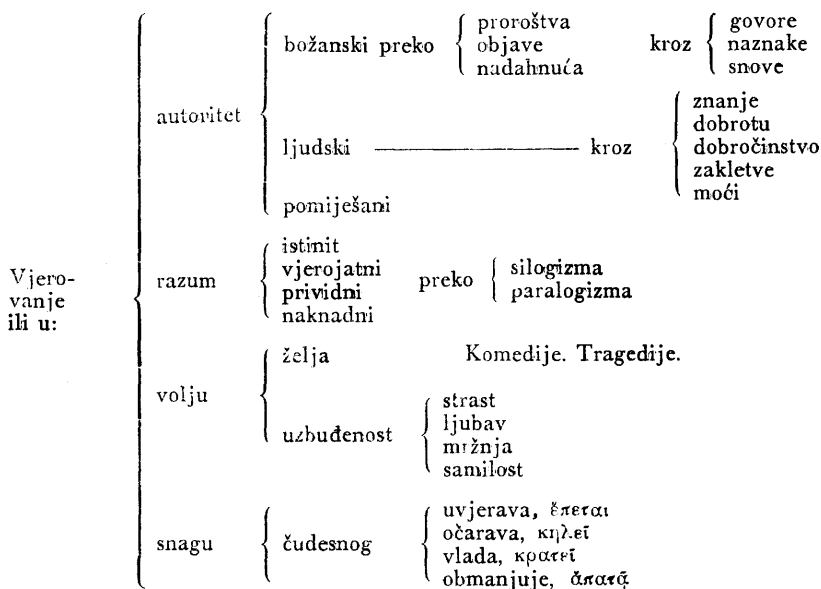 proroštva
božanski preko objave
nadahnuća
kroz govore
naznake
snove
autoritet
ljudski kroz znanje
dobrotu
dobročinstvo
zakletve
moći
pomiješani
Vjero-
vanje
ili u:
razum
istinit
vjerojatni
prividni
naknadni
preko silogizma
paralogizma
volju
želja Komedije. Tragedije.
uzbuđenost
strast
ljubav
mržnja
samilost
snagu čudesnog
uvjerava, ἕπεται
očarava, κηλεῖ
vlada, κρατεῖ
obmanjuje, ἀπατᾷ